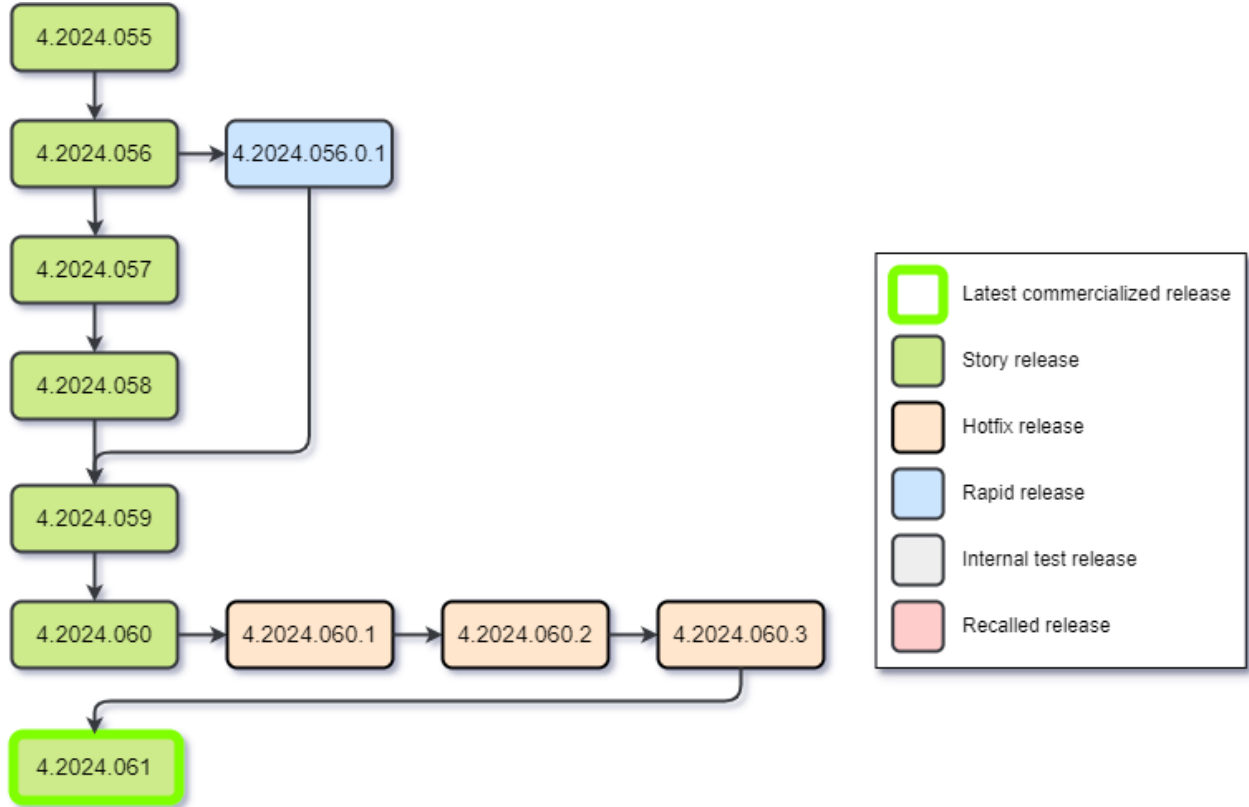 4.2024.055
4.2024.056
4.2024.056.0.1
4.2024.057
4.2024.058
4.2024.059
4.2024.060
4.2024.060.1
4.2024.060.2
4.2024.060.3
4.2024.061
Latest commercialized release
Story release
Hotfix release
Rapid release
Internal test release
Recalled release